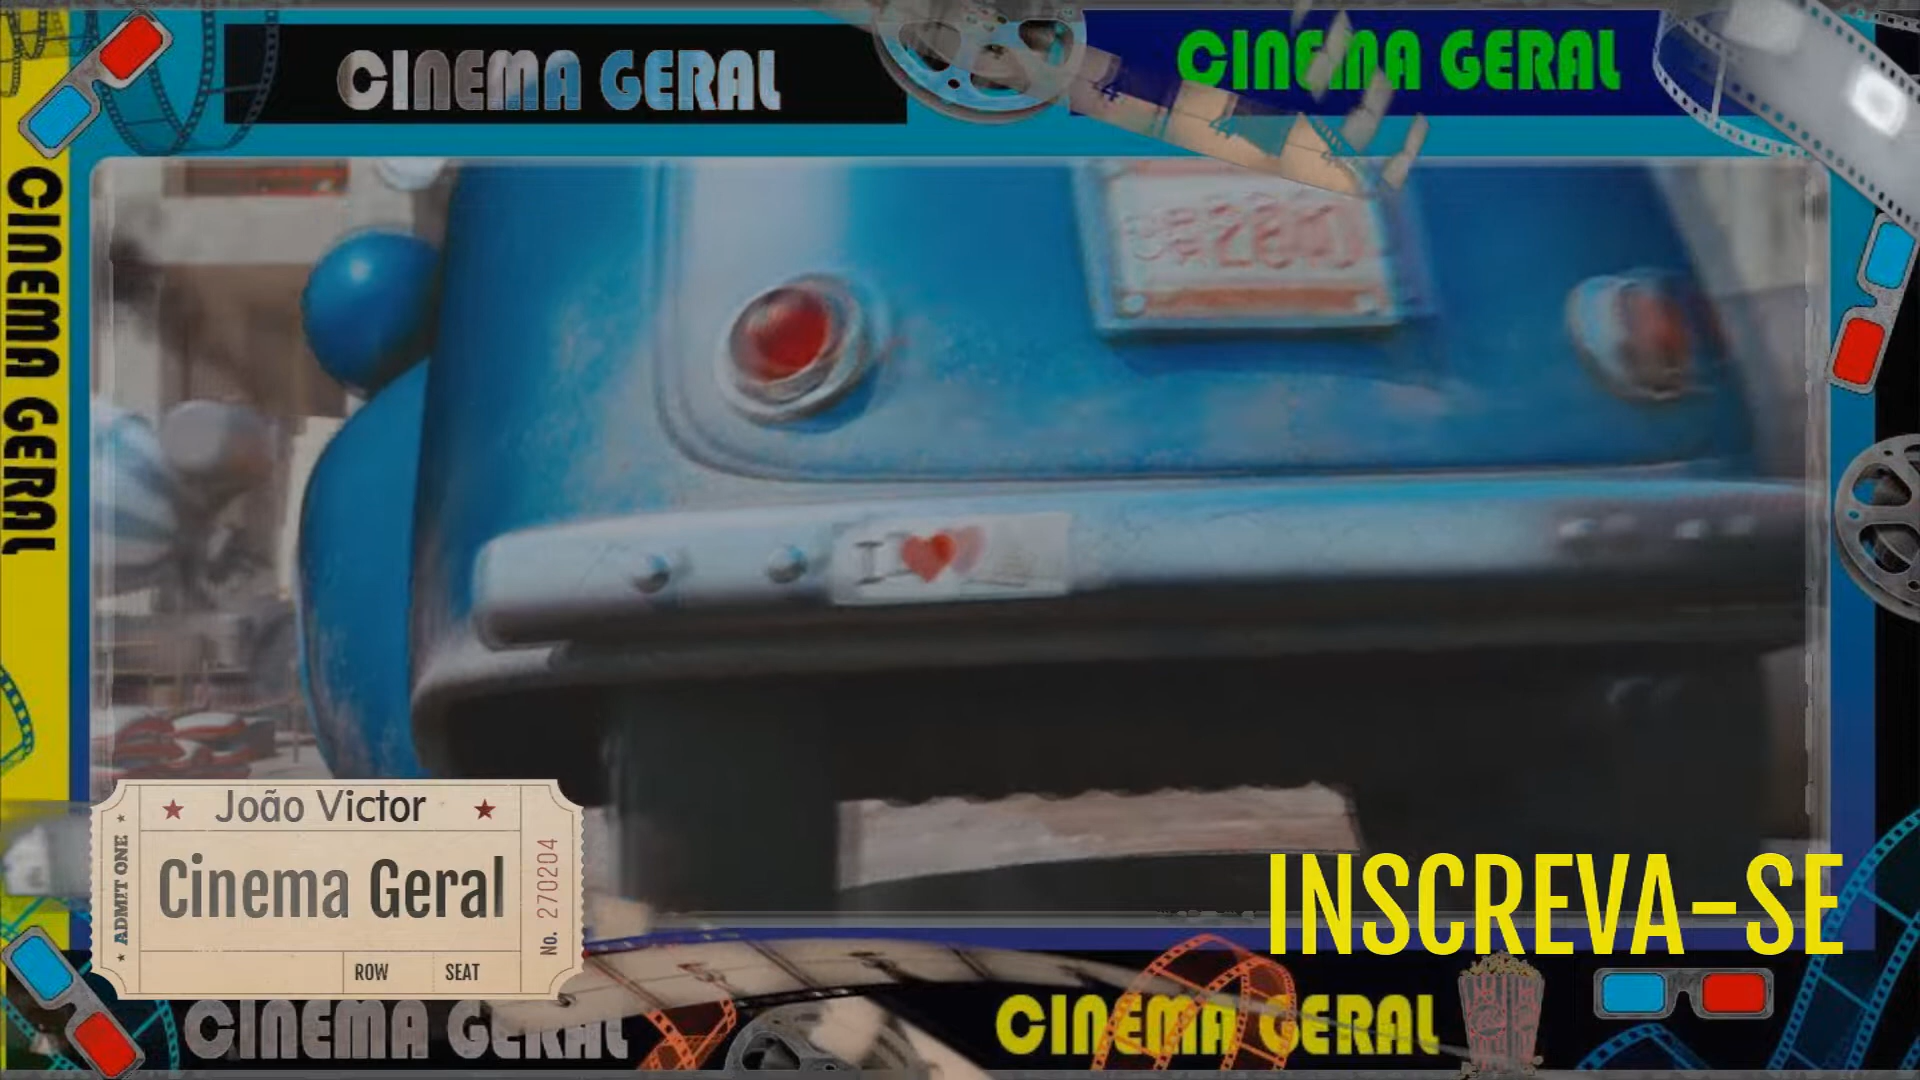 CINEMA GERAL
CINEMA GERAL
CINEMA GERAL
João Victor
ADMIT ONE
Cinema Geral
No. 270204
ROW
SEAT
INSCREVA-SE
CINEMA GERAL
CINEMA GERAL